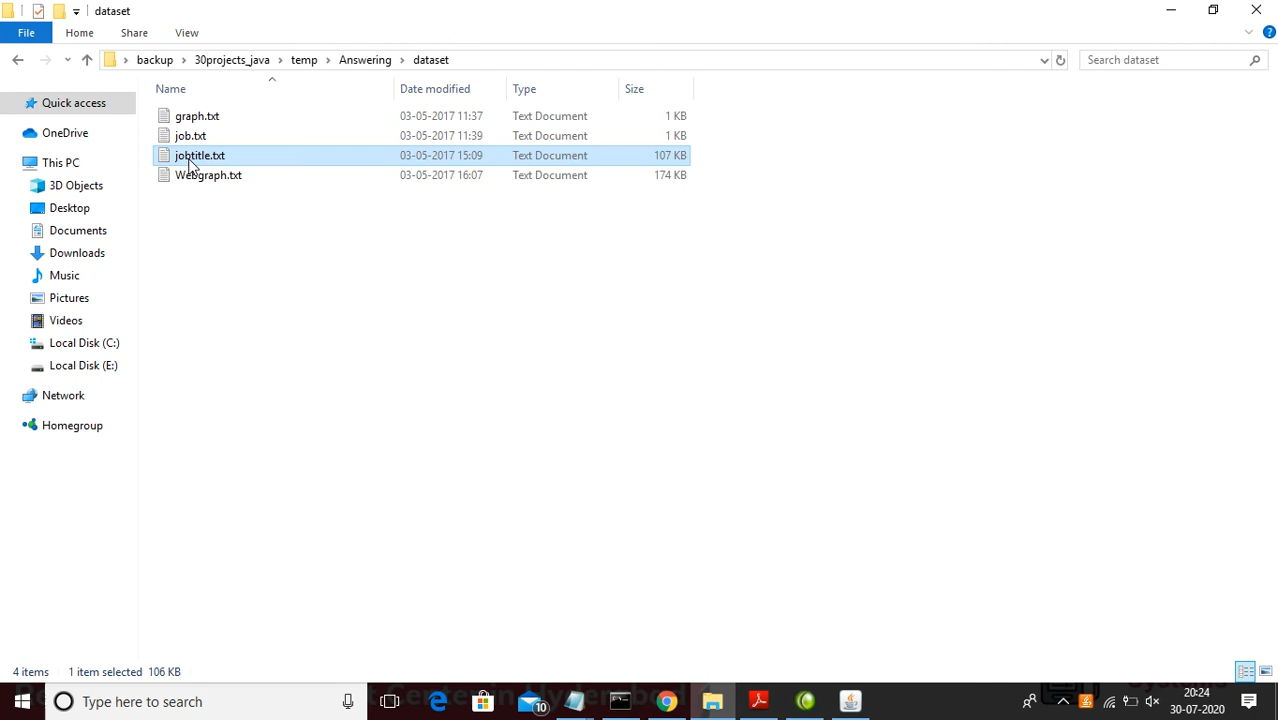 dataset
File Home Share View
backup 30projects_java temp Answering dataset Search dataset
Name Date modified Type Size
Quick access
OneDrive
This PC
3D Objects
Desktop
Documents
Downloads
Music
Pictures
Videos
Local Disk (C:)
Local Disk (E:)
Network
Homegroup
graph.txt 03-05-2017 11:37 Text Document 1 KB
job.txt 03-05-2017 11:39 Text Document 1 KB
jobtitle.txt 03-05-2017 15:09 Text Document 107 KB
Webgraph.txt 03-05-2017 16:07 Text Document 174 KB
4 items 1 item selected 106 KB
Type here to search
10
20:24
30-07-2020